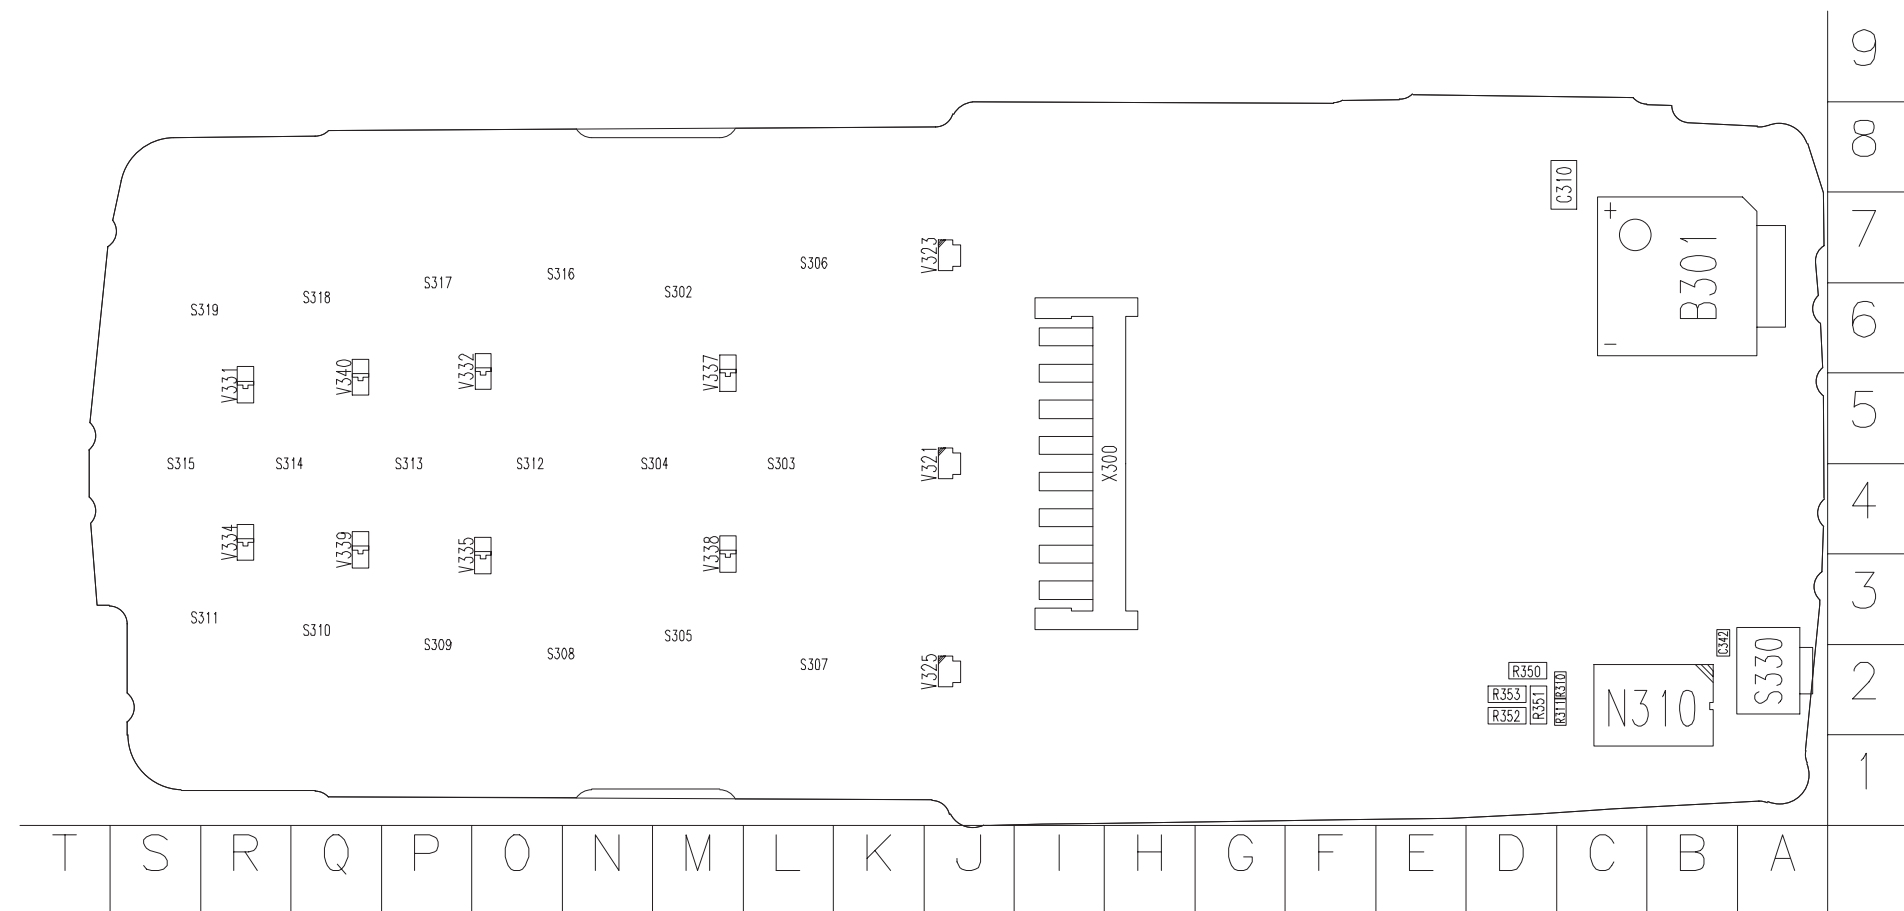 9
8
C310
7
+
V323
B301
S306
S316
S317
S302
S318
S319
6
−
V332
V337
V340
V331
5
S315 S314 S313 S312 S304 S303 V321 X300
4
V334 V339 V335 V338
3
S311
S310
S305
C342
S309
S308
S307
V325
R350
S330
2
R353 R351 R310
N310
R352 R311
1
T S R Q P O N M L K J I H G F E D C B A